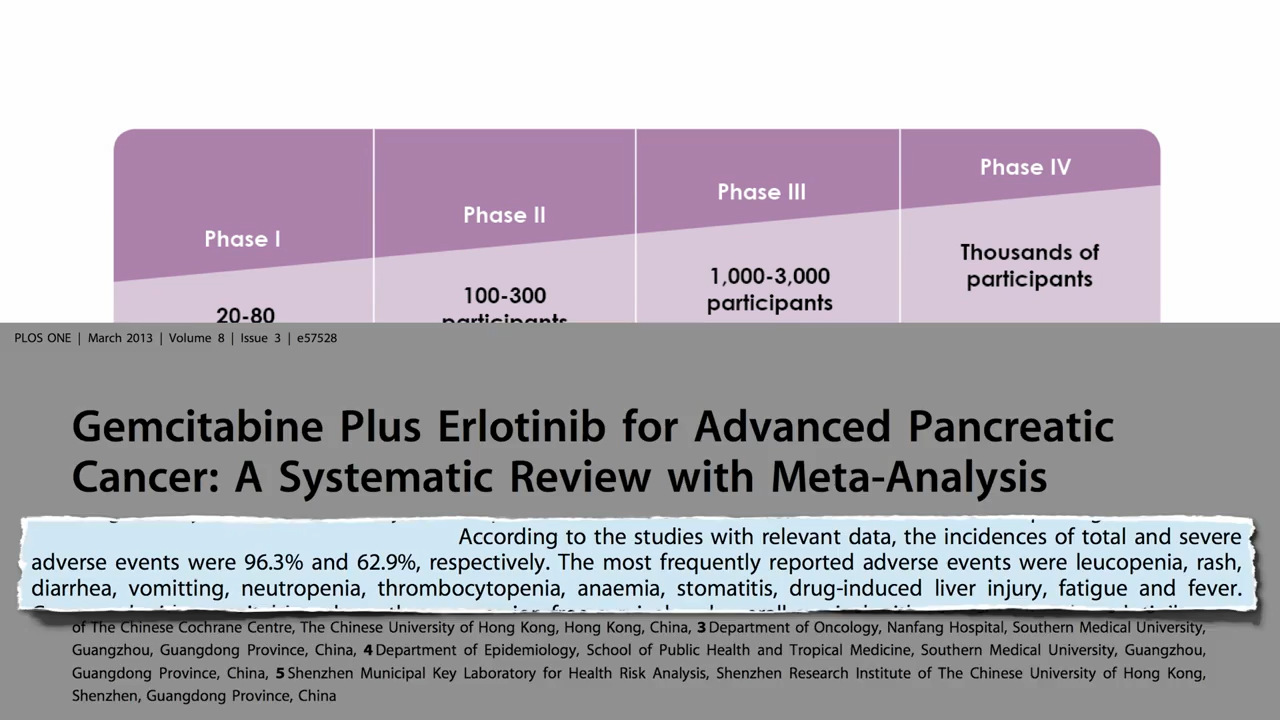 Phase I
Phase II
Phase III
Phase IV
20-80
100-300
participants
1,000-3,000
participants
Thousands of
participants
PLOS ONE | March 2013 | Volume 8 | Issue 3 | e57528
Gemcitabine Plus Erlotinib for Advanced Pancreatic
Cancer: A Systematic Review with Meta-Analysis
According to the studies with relevant data, the incidences of total and severe
adverse events were 96.3% and 62.9%, respectively. The most frequently reported adverse events were leucopenia, rash,
diarrhea, vomitting, neutropenia, thrombocytopenia, anaemia, stomatitis, drug-induced liver injury, fatigue and fever.
of The Chinese Cochrane Centre, The Chinese University of Hong Kong, Hong Kong, China, 3 Department of Oncology, Nanfang Hospital, Southern Medical University,
Guangzhou, Guangdong Province, China, 4 Department of Epidemiology, School of Public Health and Tropical Medicine, Southern Medical University, Guangzhou,
Guangdong Province, China, 5 Shenzhen Municipal Key Laboratory for Health Risk Analysis, Shenzhen Research Institute of The Chinese University of Hong Kong,
Shenzhen, Guangdong Province, China